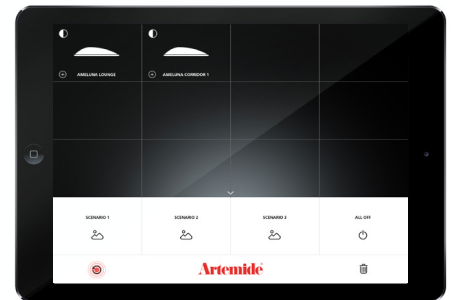 AMELUNA LOUNGE
AMELUNA CORRIDOR 1
SCENARIO 1
SCENARIO 2
SCENARIO 3
ALL OFF
Artemide